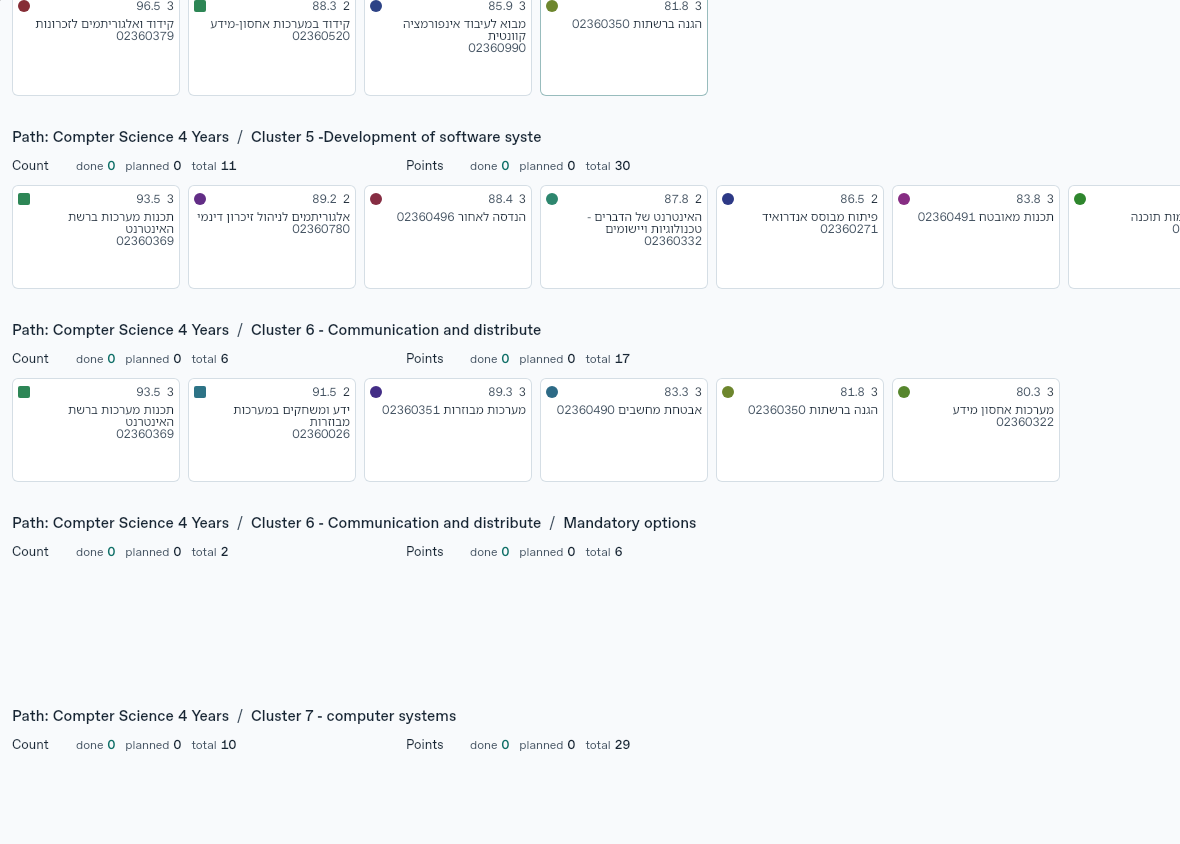 96.5 3
קידוד ואלגוריתמים לזכרונות
02360379
88.3 2
קידוד במערכות אחסון-מידע
02360520
85.9 3
מבוא לעיבוד אינפורמציה
קוונטית
02360990
81.8 3
הגנה ברשתות 02360350
Path: Compter Science 4 Years / Cluster 5 -Development of software syste
Count done 0 planned 0 total 11 Points done 0 planned 0 total 30
93.5 3
תכנות מערכות ברשת
האינטרנט
02360369
89.2 2
אלגוריתמים לניהול זיכרון דינמי
02360780
88.4 3
הנדסה לאחור 02360496
87.8 2
האינטרנט של הדברים -
טכנולוגיות ויישומים
02360332
86.5 2
פיתוח מבוסס אנדרואיד
02360271
83.8 3
תכנות מאובטח 02360491
תוכנה
Path: Compter Science 4 Years / Cluster 6 - Communication and distribute
Count done 0 planned 0 total 6 Points done 0 planned 0 total 17
93.5 3
תכנות מערכות ברשת
האינטרנט
02360369
91.5 2
ידע ומשחקים במערכות
מבוזרות
02360026
89.3 3
מערכות מבוזרות 02360351
83.3 3
אבטחת מחשבים 02360490
81.8 3
הגנה ברשתות 02360350
80.3 3
מערכות אחסון מידע
02360322
Path: Compter Science 4 Years / Cluster 6 - Communication and distribute / Mandatory options
Count done 0 planned 0 total 2 Points done 0 planned 0 total 6
Path: Compter Science 4 Years / Cluster 7 - computer systems
Count done 0 planned 0 total 10 Points done 0 planned 0 total 29